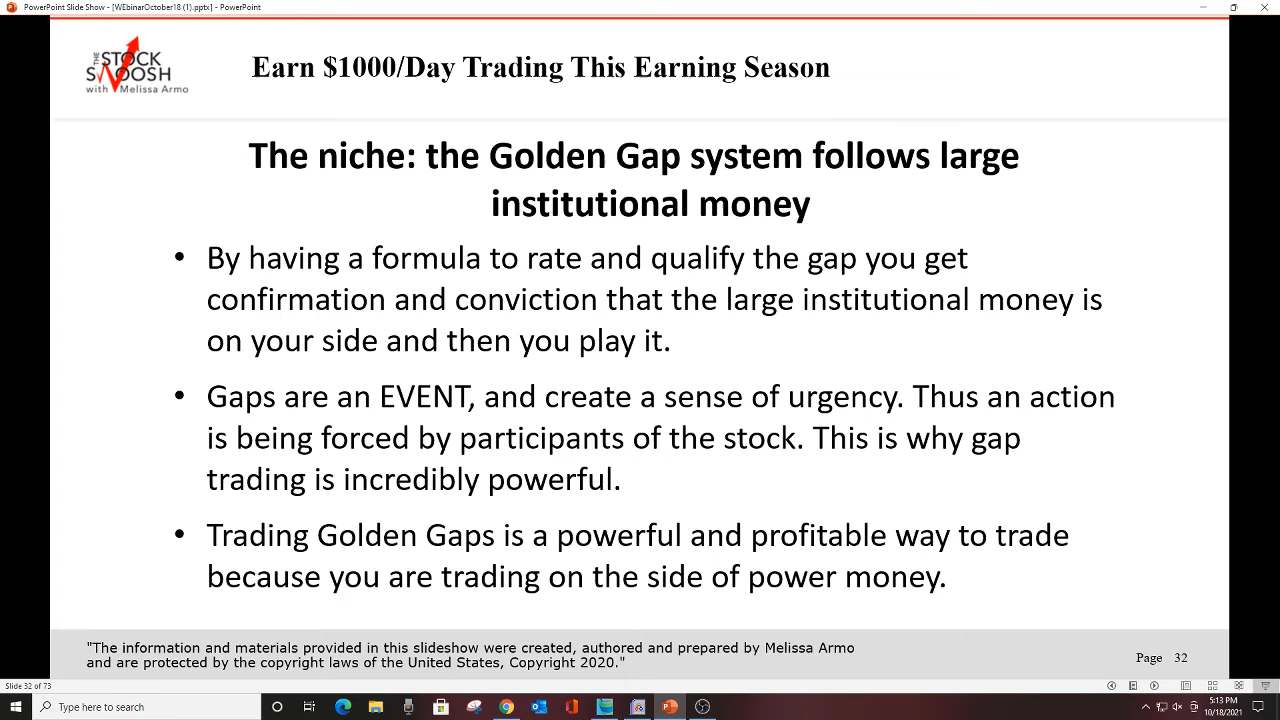 PowerPoint Slide Show - [WEbinarOctober18 (1).pptx] - PowerPoint
THE
STOCK
SWOOSH
with Melissa Armo
Earn $1000/Day Trading This Earning Season
The niche: the Golden Gap system follows large
institutional money
• By having a formula to rate and qualify the gap you get
confirmation and conviction that the large institutional money is
on your side and then you play it.
• Gaps are an EVENT, and create a sense of urgency. Thus an action
is being forced by participants of the stock. This is why gap
trading is incredibly powerful.
• Trading Golden Gaps is a powerful and profitable way to trade
because you are trading on the side of power money.
"The information and materials provided in this slideshow were created, authored and prepared by Melissa Armo
and are protected by the copyright laws of the United States, Copyright 2020."
Page 32
Slide 32 of 73
Type here to search
5:13 PM
10/18/2021